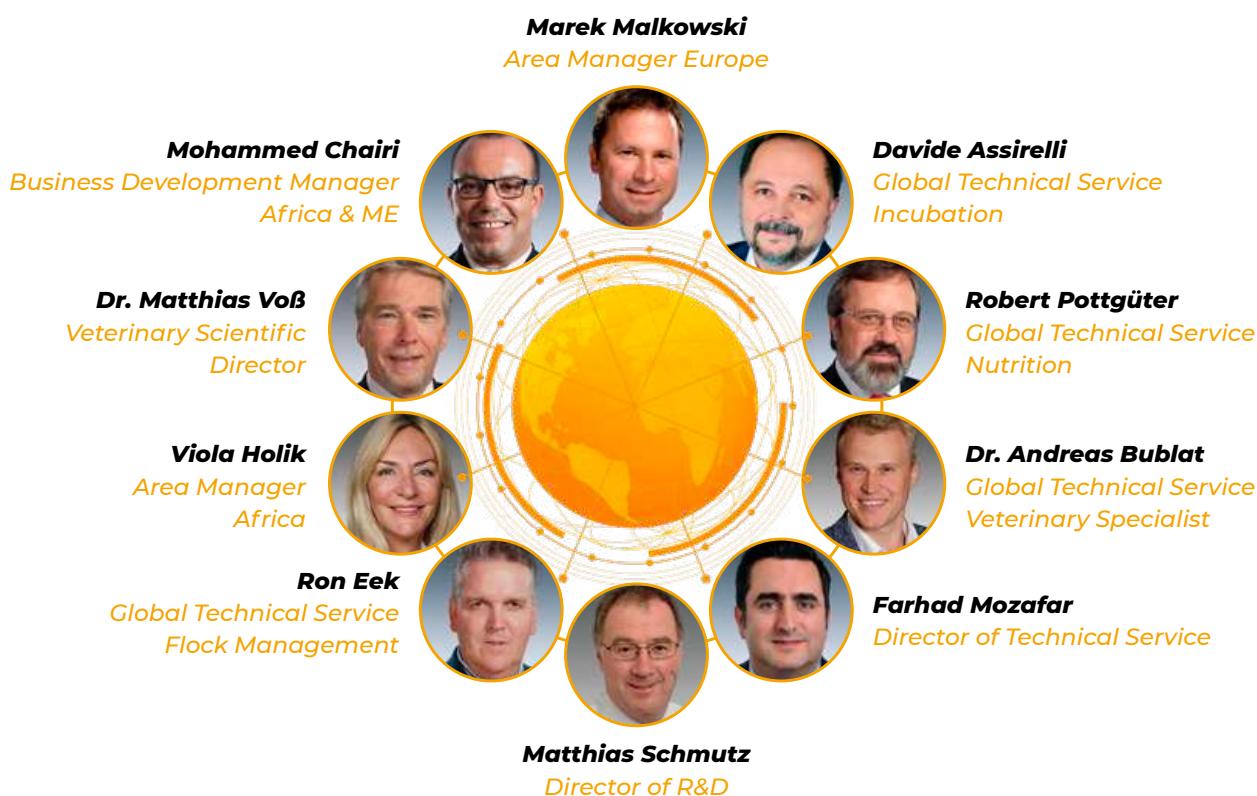 Marek Malkowski
Area Manager Europe
Mohammed Chairi
Business Development Manager
Africa & ME
Davide Assirelli
Global Technical Service
Incubation
Dr. Matthias Voß
Veterinary Scientific
Director
Robert Pottgüter
Global Technical Service
Nutrition
Viola Holik
Area Manager
Africa
Dr. Andreas Bublat
Global Technical Service
Veterinary Specialist
Ron Eek
Global Technical Service
Flock Management
Farhad Mozafar
Director of Technical Service
Matthias Schmutz
Director of R&D